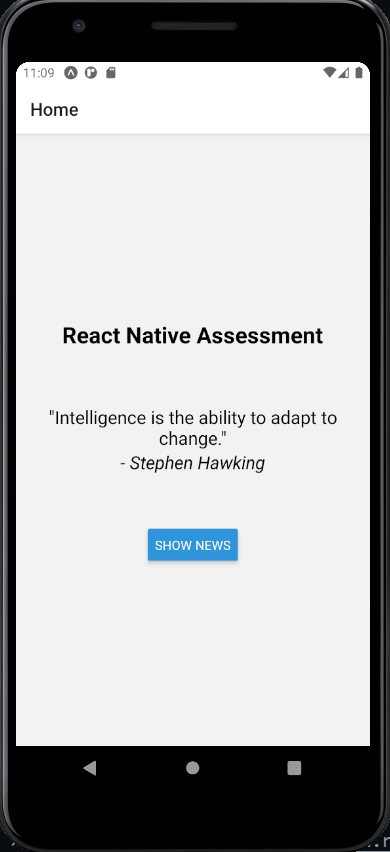 11:09
Home
React Native Assessment
"Intelligence is the ability to adapt to
change."
- Stephen Hawking
SHOW NEWS